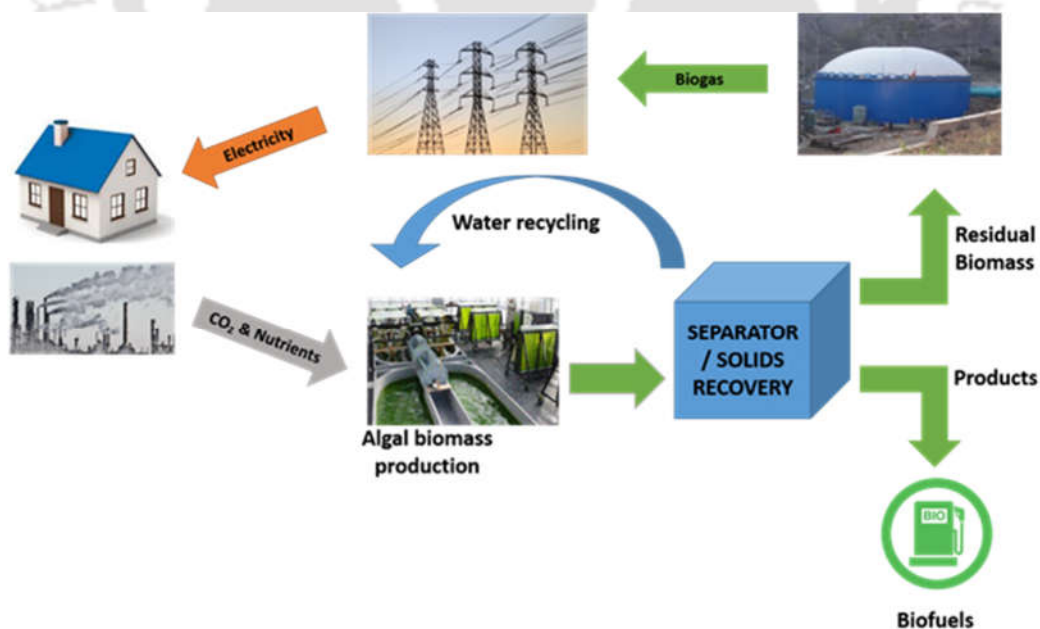 Biogas
Electricity
Water recycling
Residual
Biomass
CO₂ & Nutrients
SEPARATOR
/ SOLIDS
RECOVERY
Products
Algal biomass
production
BIO
Biofuels